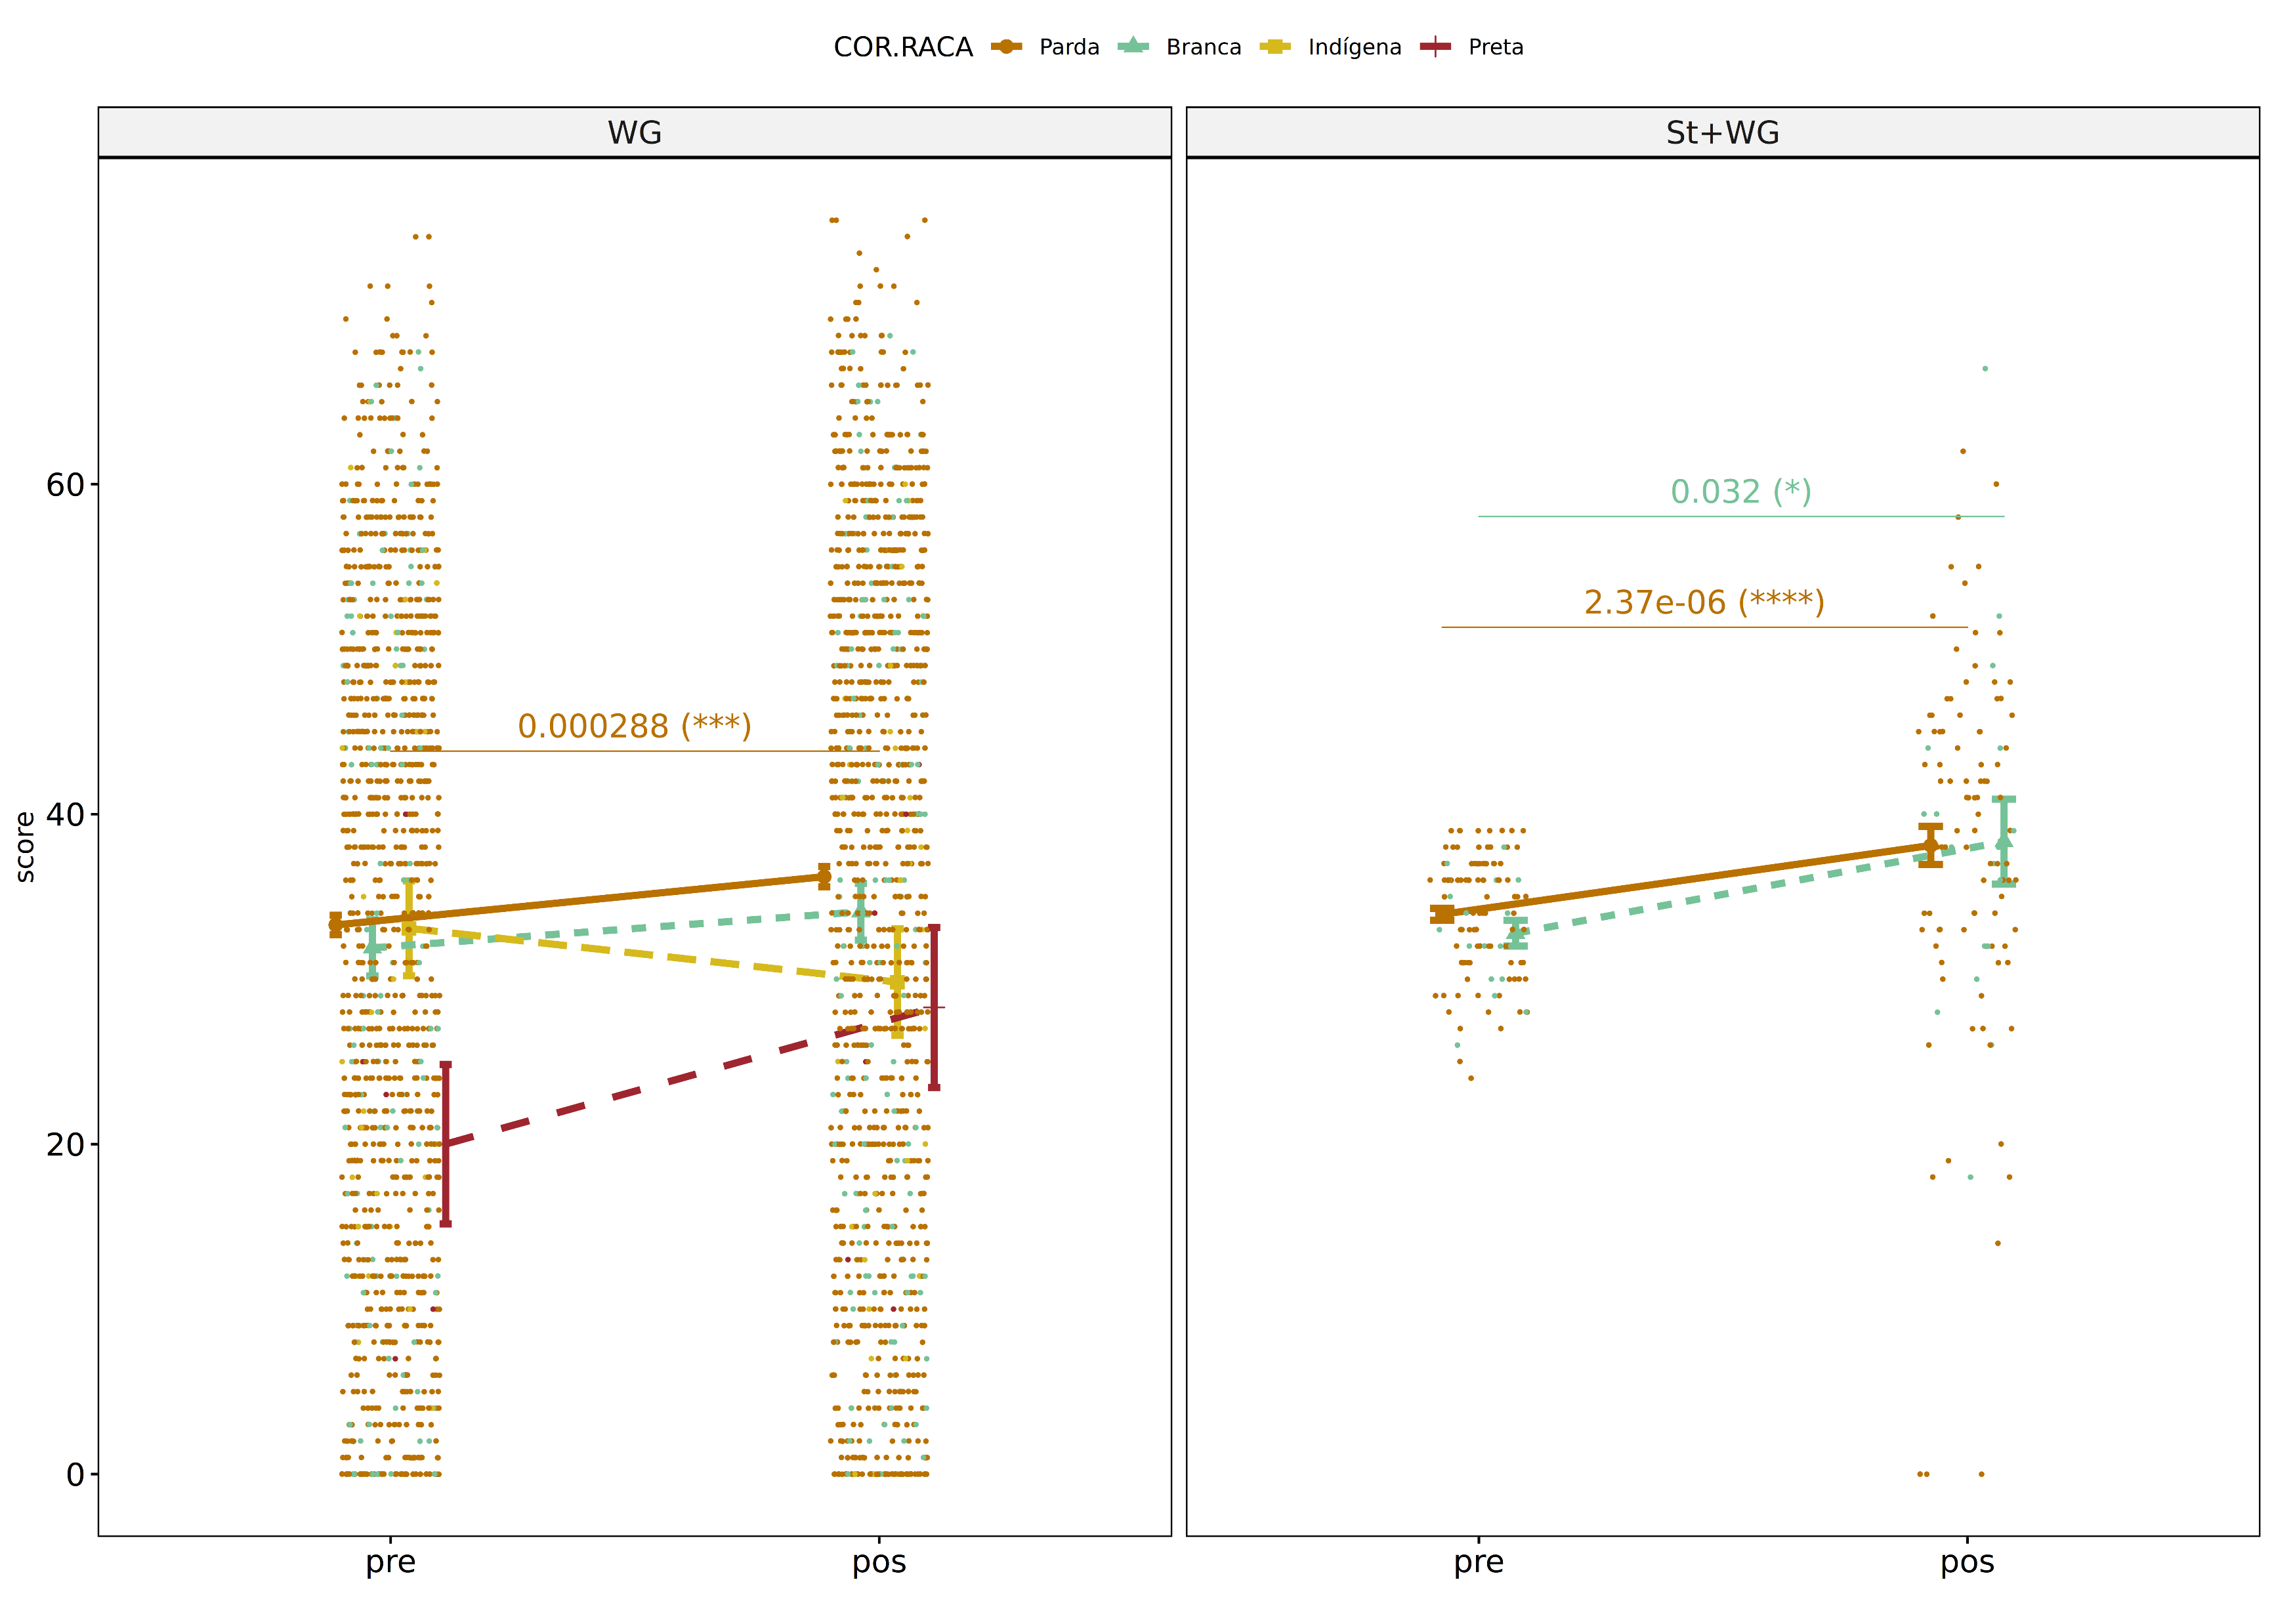 COR.RACA Parda Branca Indígena Preta
WG
St+WG
score
60
40
20
0
0.000288 (***)
0.032 (*)
2.37e-06 (****)
pre
pos
pre
pos